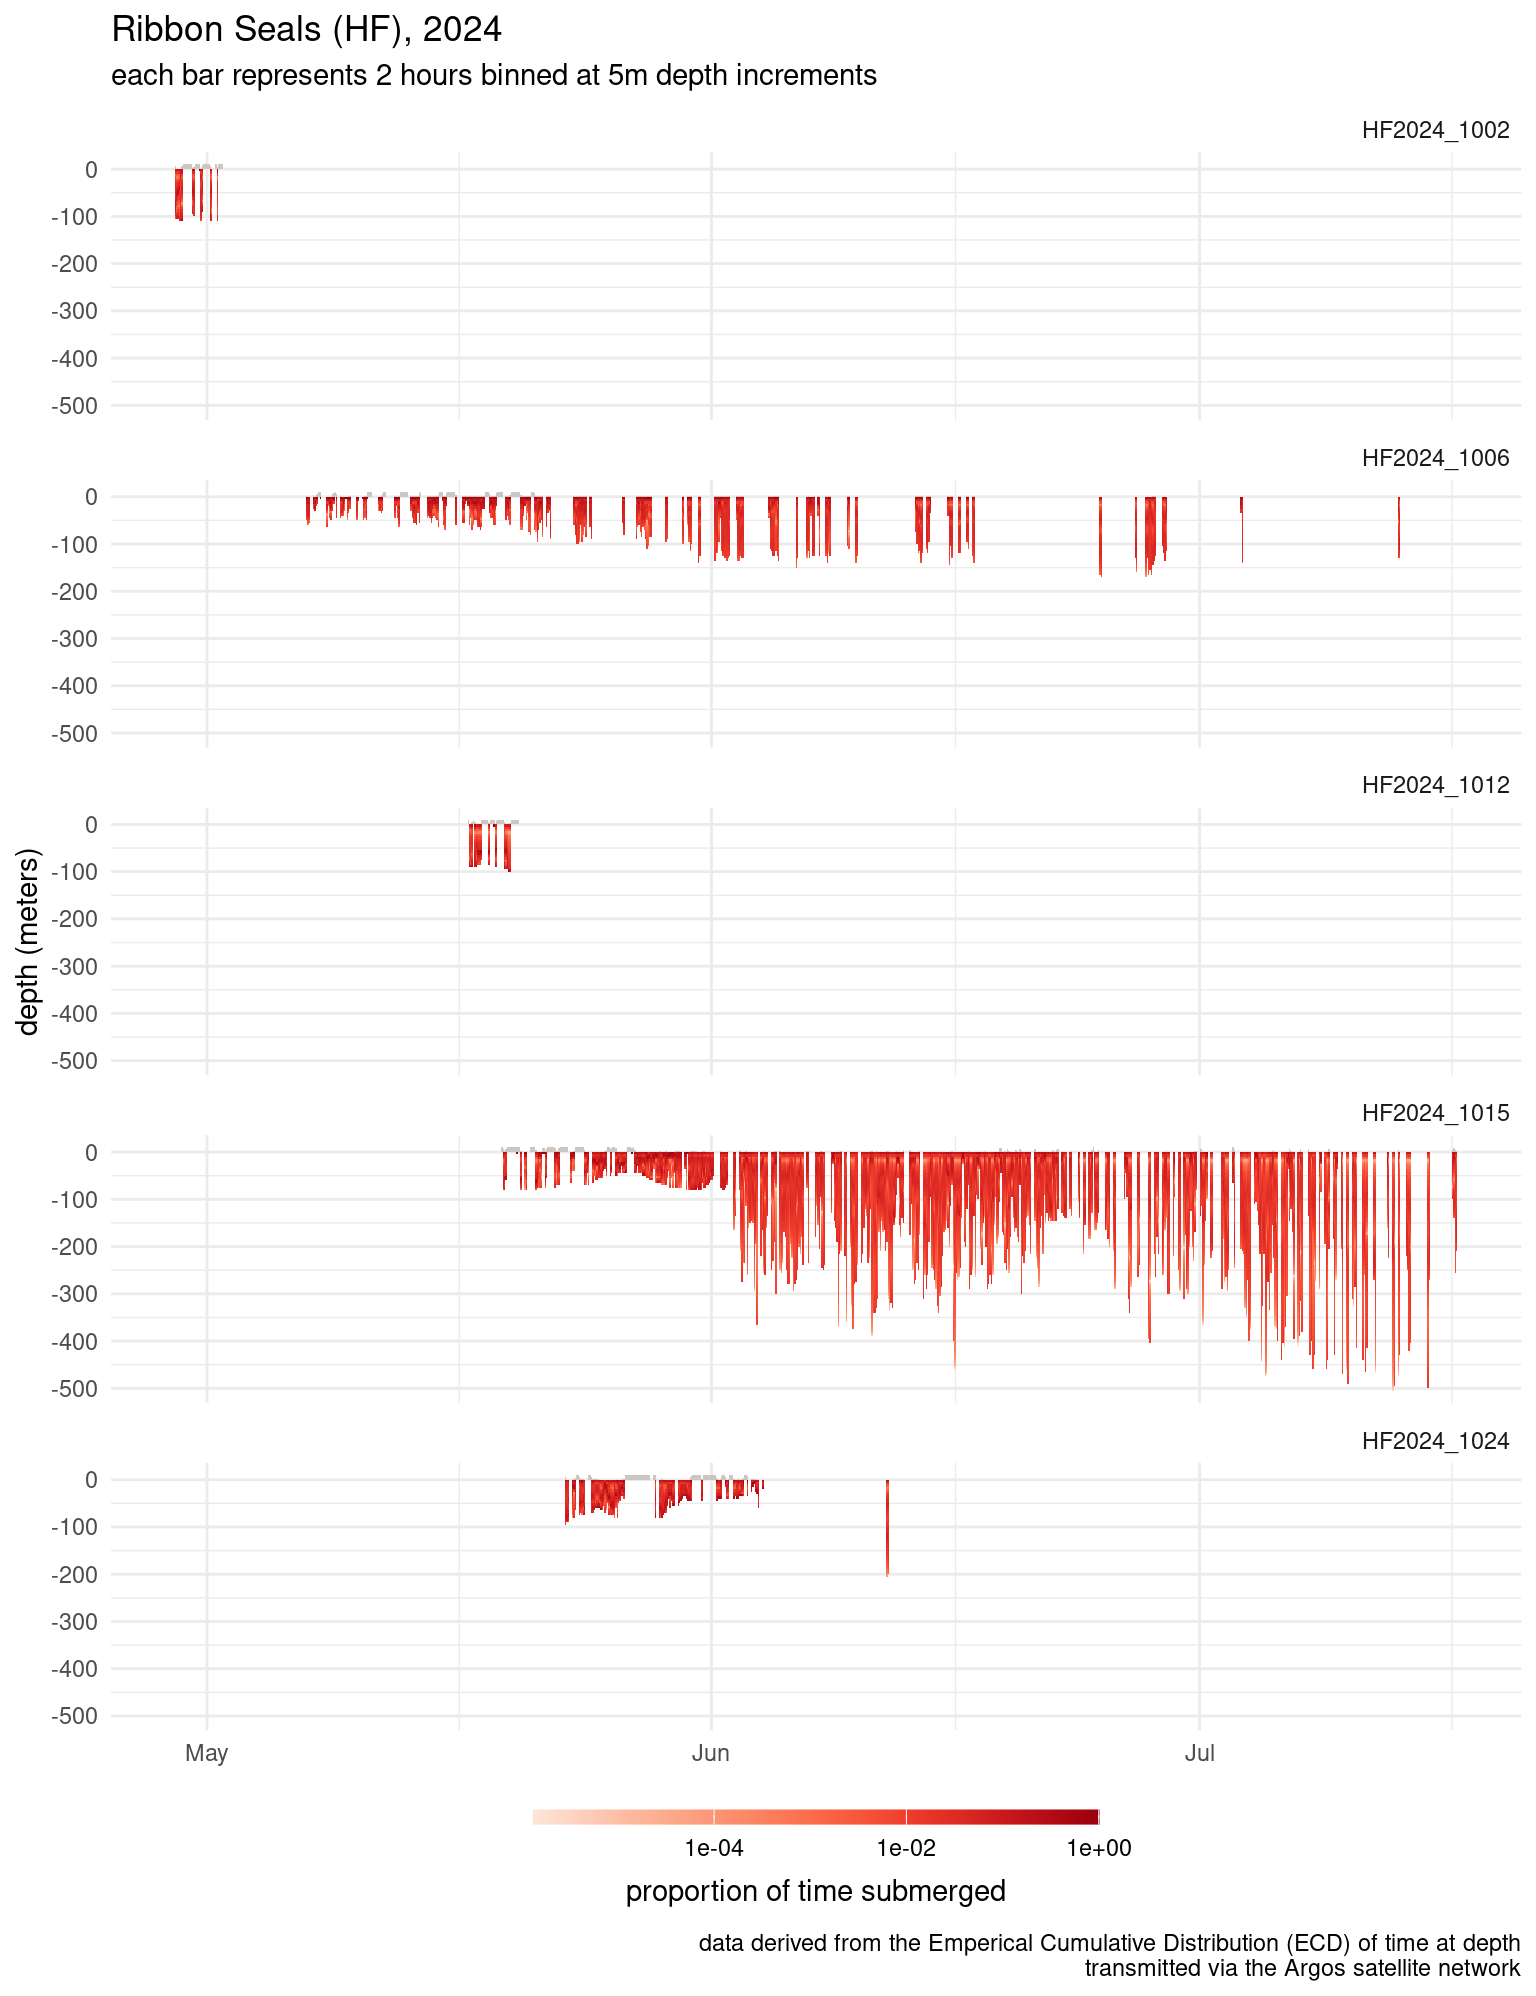 Ribbon Seals (HF), 2024
each bar represents 2 hours binned at 5m depth increments
HF2024_1002
0
-100
-200
-300
-400
-500
HF2024_1006
0
-100
-200
-300
-400
-500
HF2024_1012
0
-100
-200
-300
-400
-500
depth (meters)
HF2024_1015
0
-100
-200
-300
-400
-500
HF2024_1024
0
-100
-200
-300
-400
-500
May Jun Jul
1e-04 1e-02 1e+00
proportion of time submerged
data derived from the Emperical Cumulative Distribution (ECD) of time at depth
transmitted via the Argos satellite network